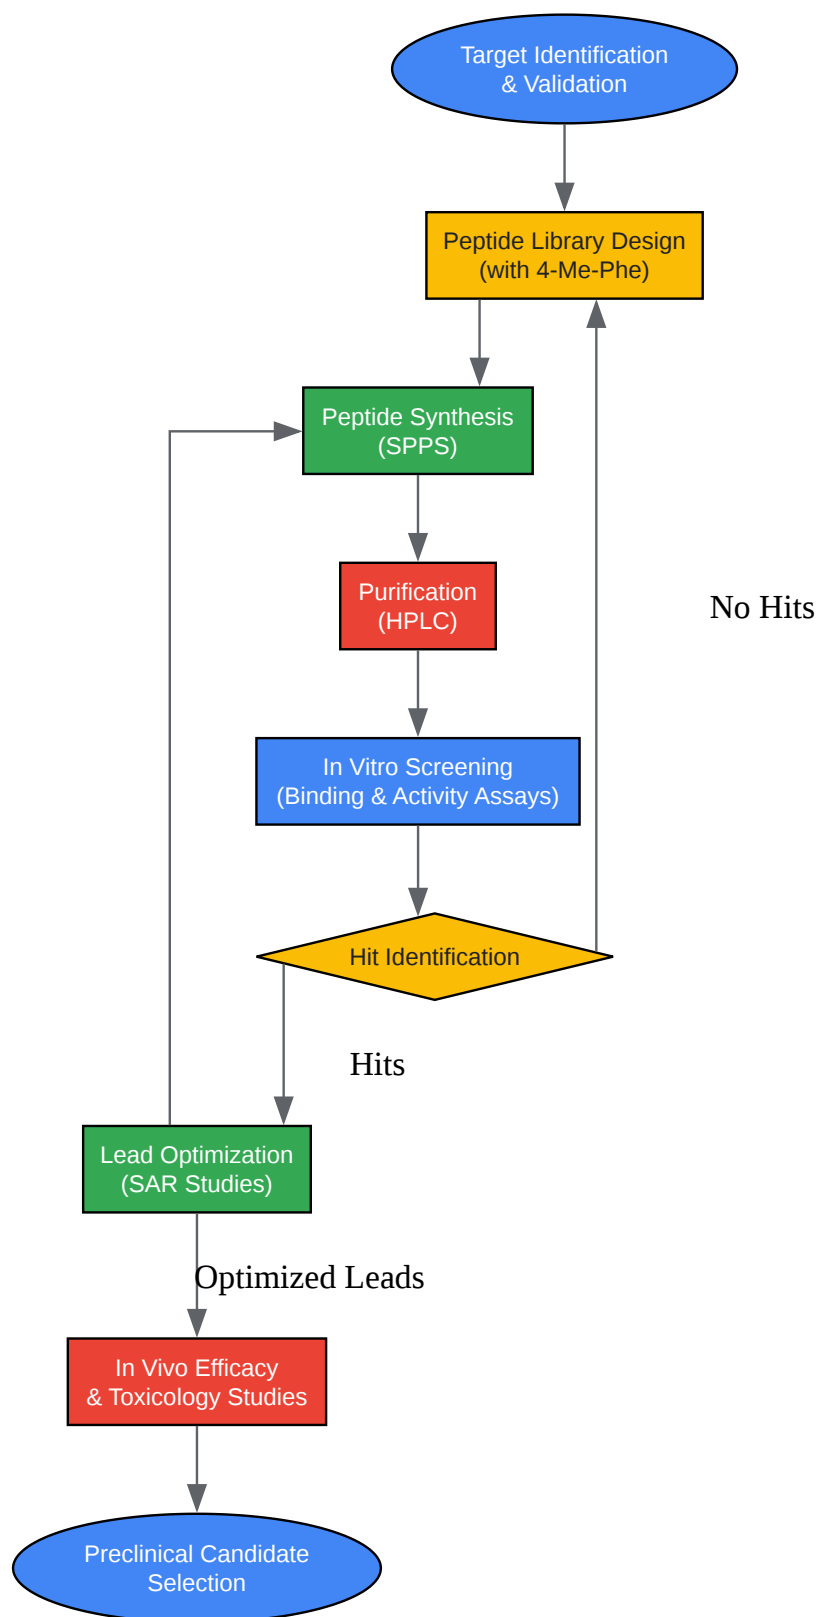 Target Identification
& Validation
Peptide Library Design
(with 4-Me-Phe)
Peptide Synthesis
(SPPS)
Purification
(HPLC)
No Hits
In Vitro Screening
(Binding & Activity Assays)
Hit Identification
Hits
Lead Optimization
(SAR Studies)
Optimized Leads
In Vivo Efficacy
& Toxicology Studies
Preclinical Candidate
Selection